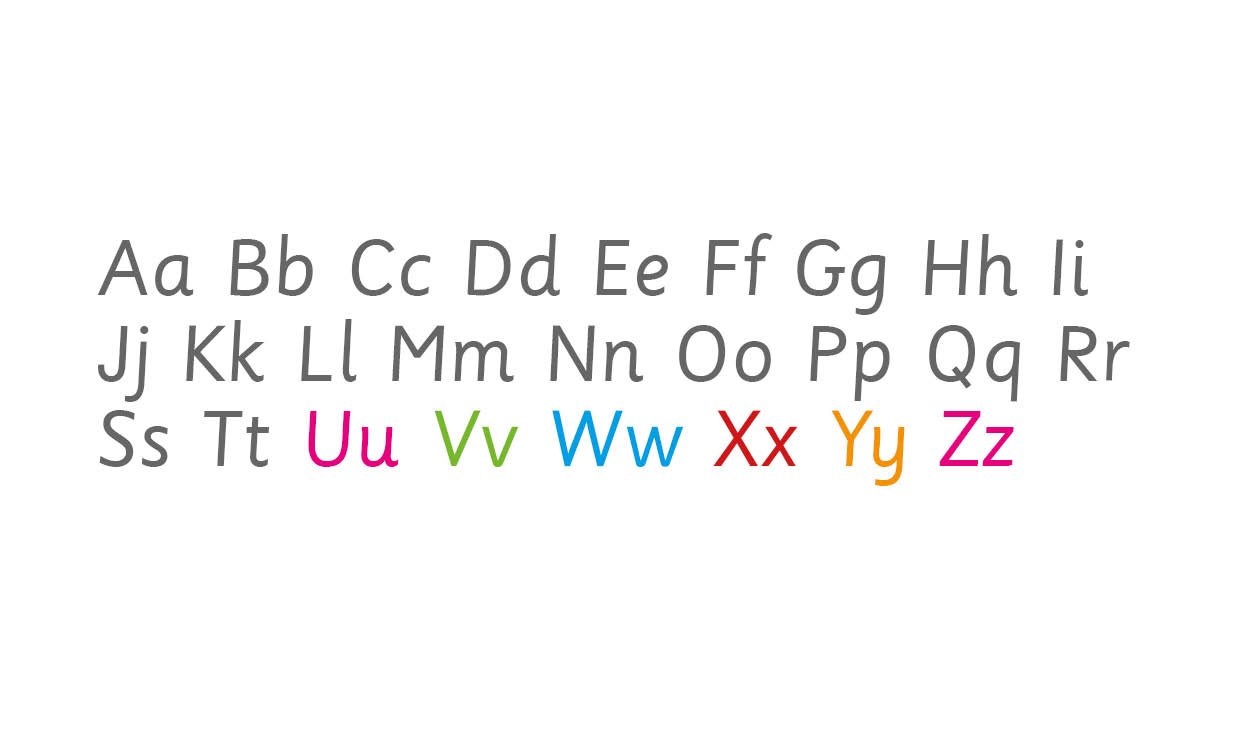 Aa Bb Cc Dd Ee Ff Gg Hh Ii
Jj Kk Ll Mm Nn Oo Pp Qq Rr
Ss Tt Uu Vv Ww Xx Yy Zz